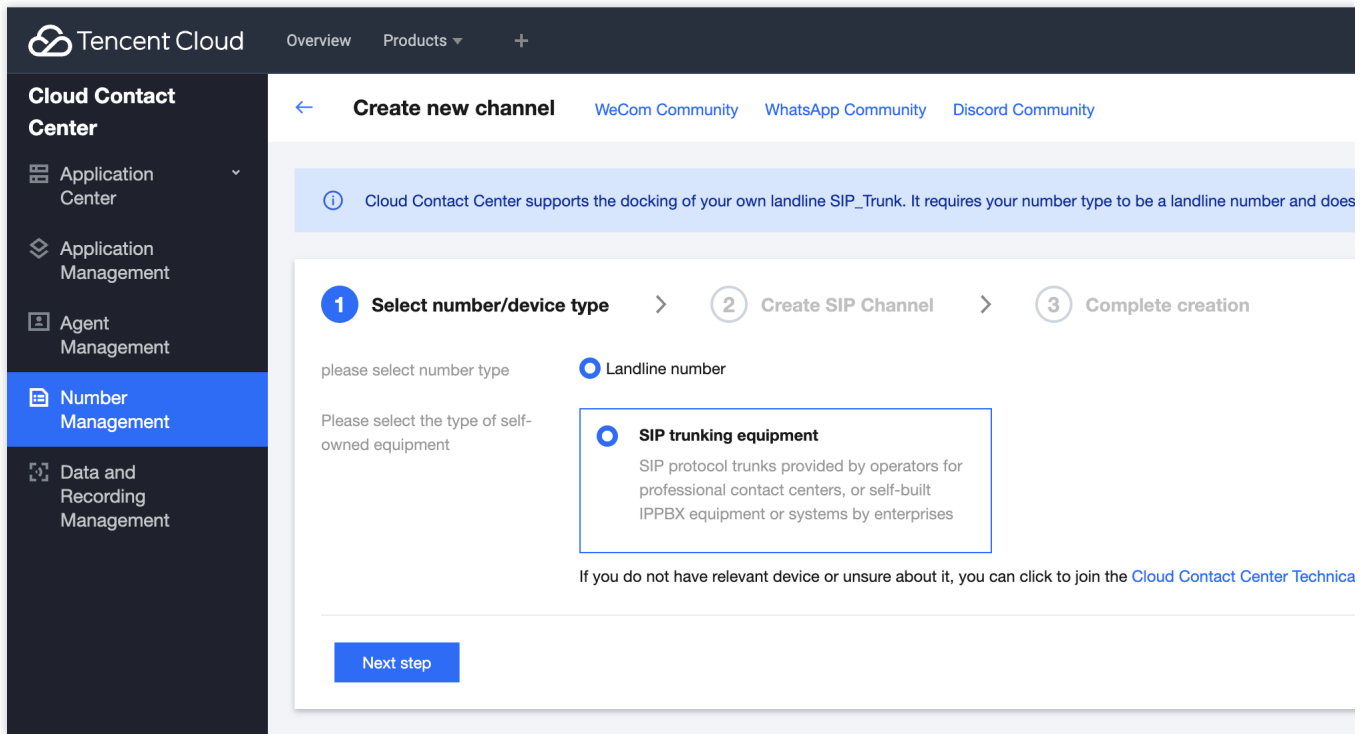 Tencent Cloud
Overview
Products
Cloud Contact
Center
Application
Center
Application
Management
Agent
Management
Number
Management
Data and
Recording
Management
Create new channel
WeCom Community
WhatsApp Community
Discord Community
Cloud Contact Center supports the docking of your own landline SIP_Trunk. It requires your number type to be a landline number and does
1 Select number/device type
2 Create SIP Channel
3 Complete creation
please select number type
Landline number
Please select the type of self-
owned equipment
SIP trunking equipment
SIP protocol trunks provided by operators for
professional contact centers, or self-built
IPPBX equipment or systems by enterprises
If you do not have relevant device or unsure about it, you can click to join the Cloud Contact Center Technica
Next step